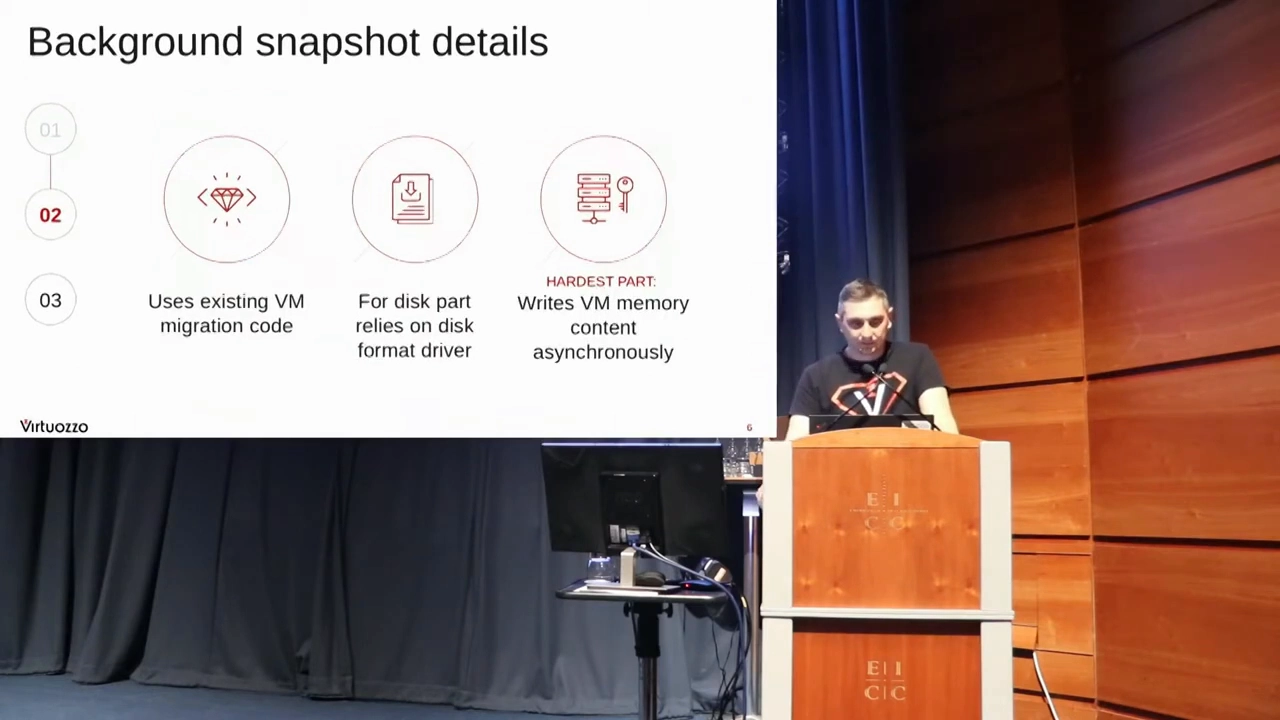 Background snapshot details
01
02
03
Uses existing VM
migration code
For disk part
relies on disk
format driver
HARDEST PART:
Writes VM memory
content
asynchronously
Virtuozzo
6
E I
C C
E I
C C